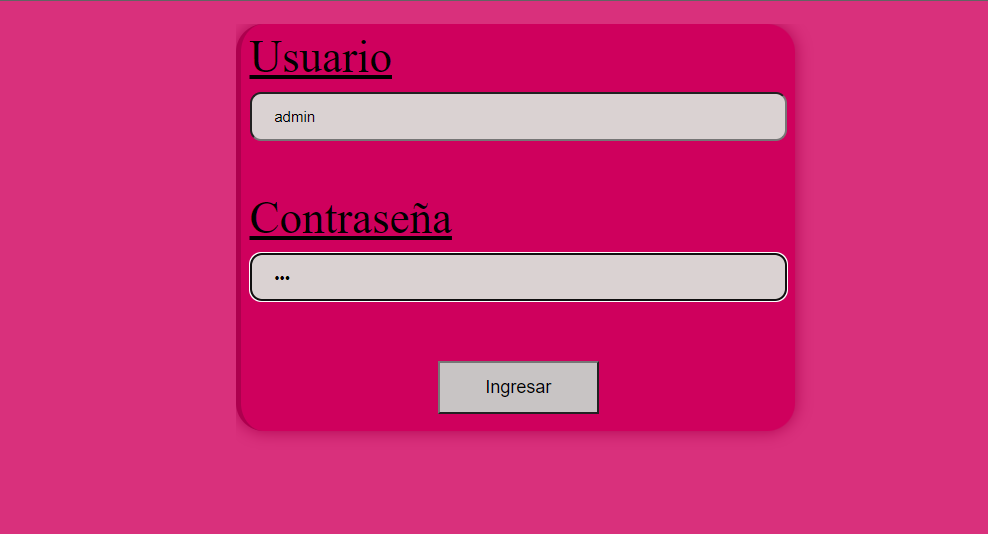 Usuario
admin
Contraseña
•••
Ingresar